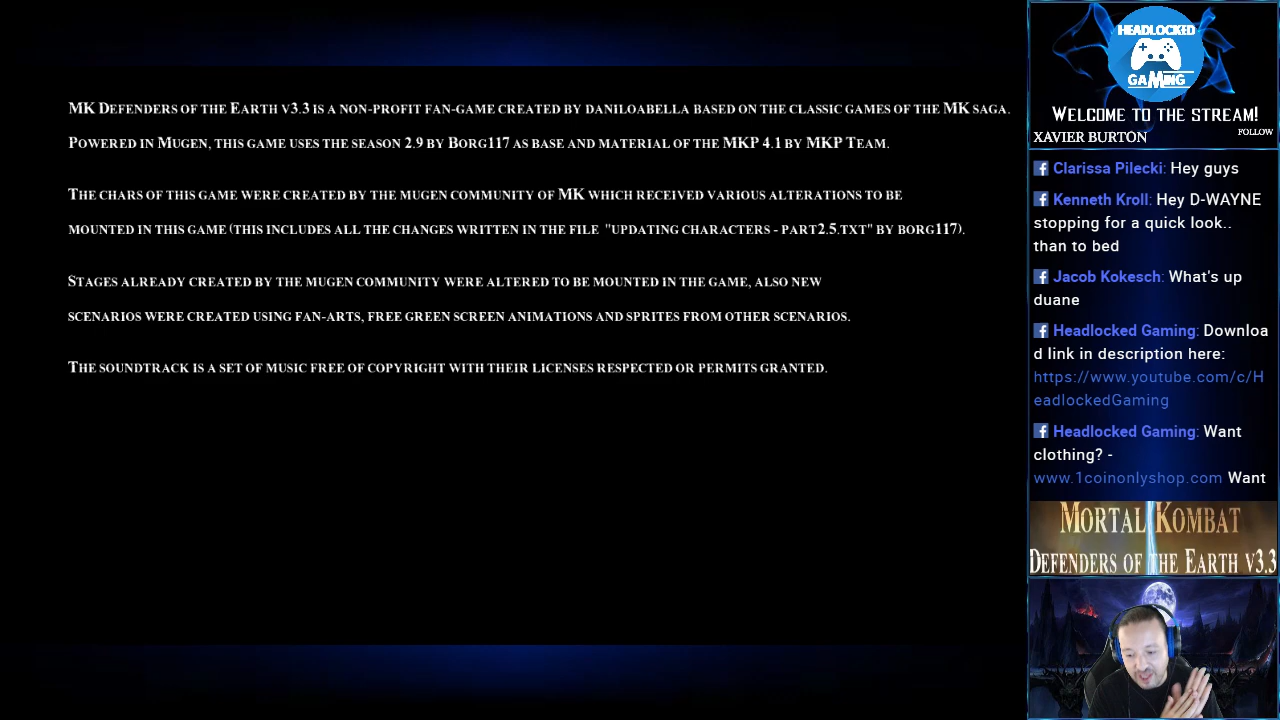 MK Defenders of the Earth v3.3 is a non-profit fan-game created by daniloabella based on the classic games of the MK saga.
Powered in Mugen, this game uses the season 2.9 by Borg117 as base and material of the MKP 4.1 by MKP Team.
The chars of this game were created by the mugen community of MK which received various alterations to be
mounted in this game (this includes all the changes written in the file "updating characters - part2.5.txt" by borg117).
Stages already created by the mugen community were altered to be mounted in the game, also new
scenarios were created using fan-arts, free green screen animations and sprites from other scenarios.
The soundtrack is a set of music free of copyright with their licenses respected or permits granted.
HEADLOCKED
GAMING
Welcome to the stream!
XAVIER BURTON
FOLLOW
Clarissa Pilecki: Hey guys
Kenneth Kroll: Hey D-WAYNE
stopping for a quick look..
than to bed
Jacob Kokesch: What's up
duane
Headlocked Gaming: Downloa
d link in description here:
https://www.youtube.com/c/H
eadlockedGaming
Headlocked Gaming: Want
clothing? -
www.1coinonlyshop.com Want
Mortal Kombat
Defenders of the Earth v3.3